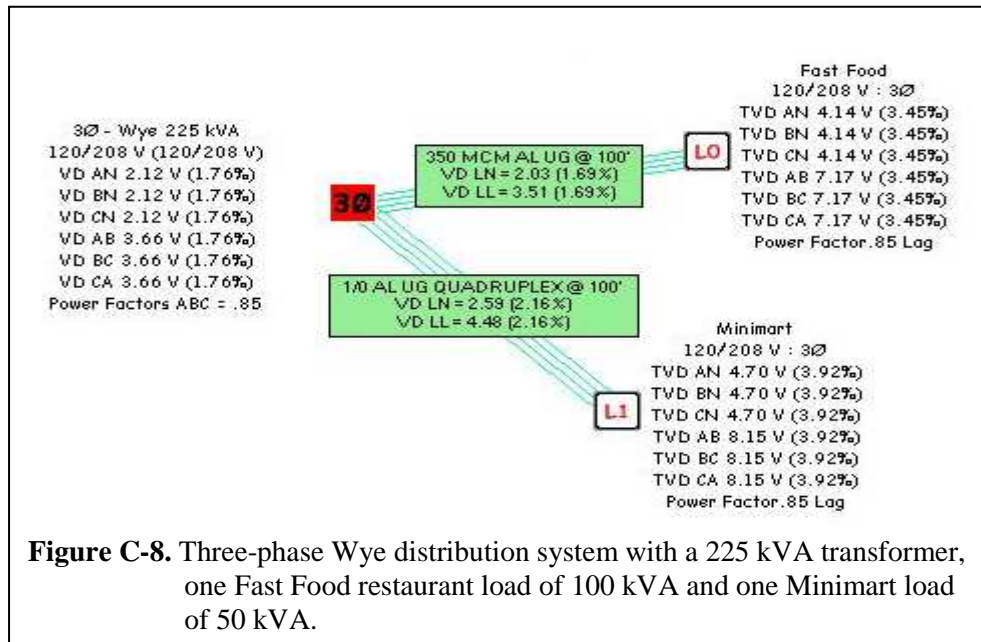 3Ø - Wye 225 kVA
120/208 V (120/208 V)
VD AN 2.12 V (1.76%)
VD BN 2.12 V (1.76%)
VD CN 2.12 V (1.76%)
VD AB 3.66 V (1.76%)
VD BC 3.66 V (1.76%)
VD CA 3.66 V (1.76%)
Power Factors ABC = .85
3Ø
350 MCM AL UG @ 100'
VD LN = 2.03 (1.69%)
VD LL = 3.51 (1.69%)
L0
Fast Food
120/208 V : 3Ø
TVD AN 4.14 V (3.45%)
TVD BN 4.14 V (3.45%)
TVD CN 4.14 V (3.45%)
TVD AB 7.17 V (3.45%)
TVD BC 7.17 V (3.45%)
TVD CA 7.17 V (3.45%)
Power Factor.85 Lag
1/0 AL UG QUADRUPLEX @ 100'
VD LN = 2.59 (2.16%)
VD LL = 4.48 (2.16%)
L1
Minimart
120/208 V : 3Ø
TVD AN 4.70 V (3.92%)
TVD BN 4.70 V (3.92%)
TVD CN 4.70 V (3.92%)
TVD AB 8.15 V (3.92%)
TVD BC 8.15 V (3.92%)
TVD CA 8.15 V (3.92%)
Power Factor.85 Lag
Figure C-8. Three-phase Wye distribution system with a 225 kVA transformer,
one Fast Food restaurant load of 100 kVA and one Minimart load
of 50 kVA.